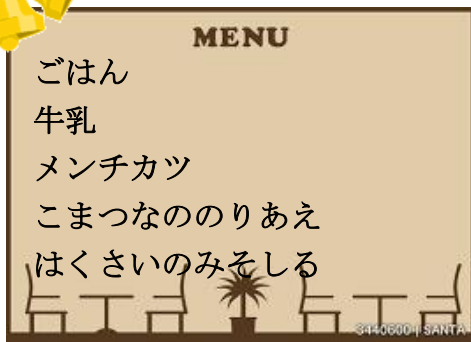 MENU
ごはん
牛乳
メンチカツ
こまつなののりあえ
はくさいのみそしる
3440600 | SANTA